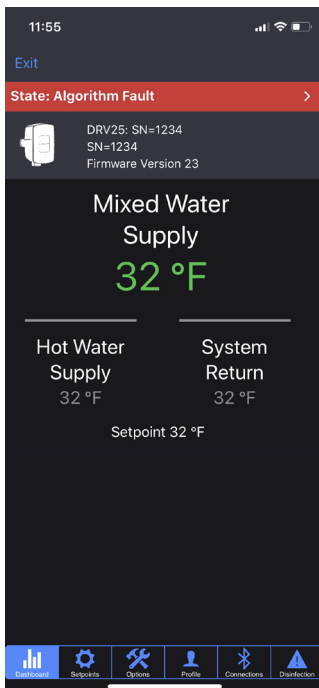 11:55
Exit
State: Algorithm Fault
DRV25: SN=1234
SN=1234
Firmware Version 23
Mixed Water
Supply
32 °F
Hot Water
Supply
32 °F
System
Return
32 °F
Setpoint 32 °F
Dashboard
Setpoints
Options
Profile
Connections
Disinfection